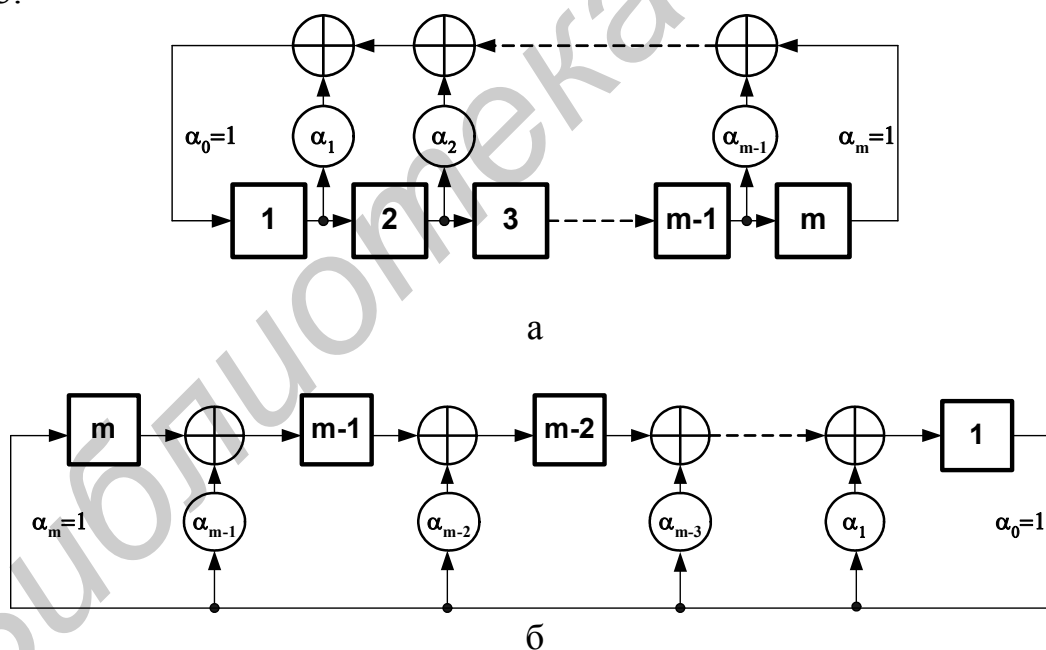 α₀=1 α₁ α₂ αₘ₋₁ αₘ=1
1 2 3 m-1 m
а
m m-1 m-2 1
αₘ=1 αₘ₋₁ αₘ₋₂ αₘ₋₃ α₁ α₀=1
б
библиотека